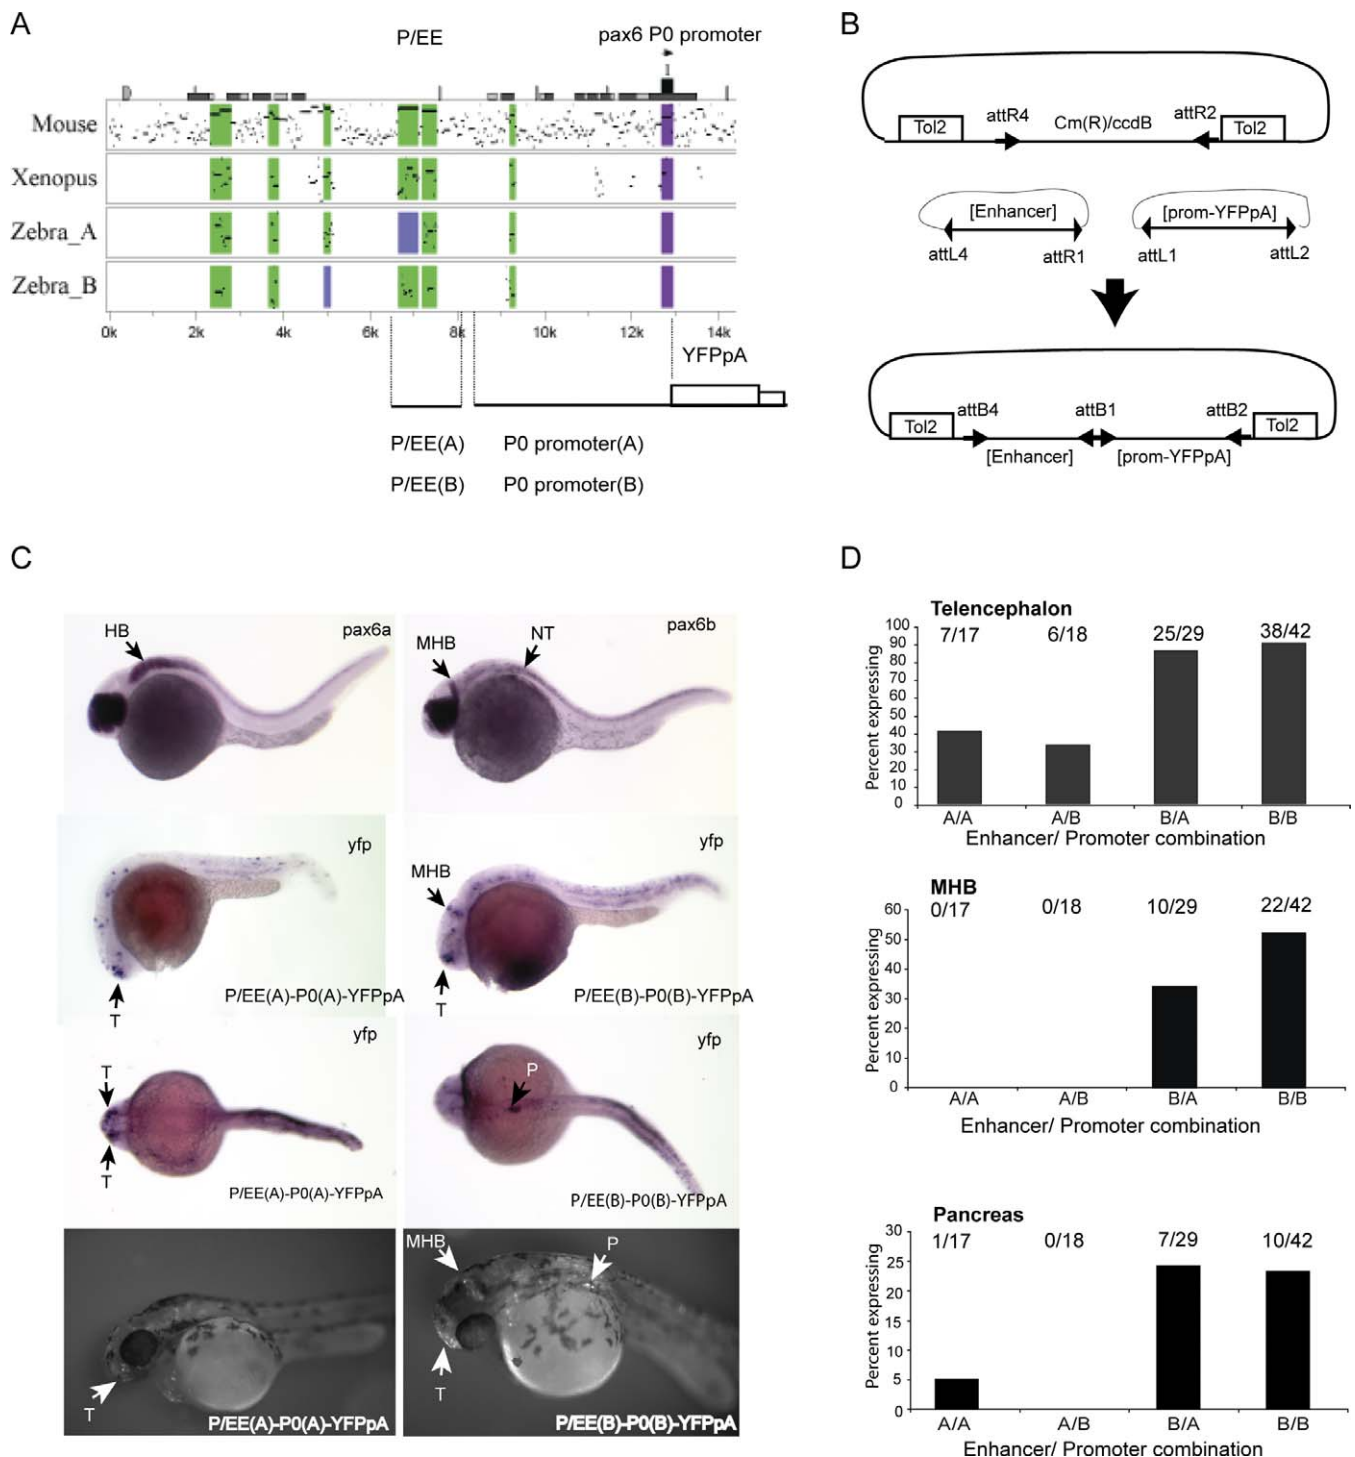 A
P/EE
pax6 P0 promoter
1
Mouse
Xenopus
Zebra_A
Zebra_B
0k 2k 4k 6k 8k 10k 12k 14k
YFPpA
P/EE(A) P0 promoter(A)
P/EE(B) P0 promoter(B)
B
attR4 Cm(R)/ccdB attR2
Tol2 Tol2
[Enhancer] [prom-YFPpA]
attL4 attR1 attL1 attL2
attB4 attB1 attB2
Tol2 Tol2
[Enhancer] [prom-YFPpA]
C
HB pax6a
MHB NT pax6b
yfp
T
P/EE(A)-P0(A)-YFPpA
MHB yfp
T
P/EE(B)-P0(B)-YFPpA
yfp
T
T
P/EE(A)-P0(A)-YFPpA
yfp
P
P/EE(B)-P0(B)-YFPpA
T
P/EE(A)-P0(A)-YFPpA
MHB P
T
P/EE(B)-P0(B)-YFPpA
D
Telencephalon
7/17 6/18 25/29 38/42
Percent expressing
100
90
80
70
60
50
40
30
20
10
0
A/A A/B B/A B/B
Enhancer/ Promoter combination
MHB
0/17 0/18 10/29 22/42
Percent expressing
60
50
40
30
20
10
0
A/A A/B B/A B/B
Enhancer/ Promoter combination
Pancreas
1/17 0/18 7/29 10/42
Percent expressing
30
25
20
15
10
5
0
A/A A/B B/A B/B
Enhancer/ Promoter combination